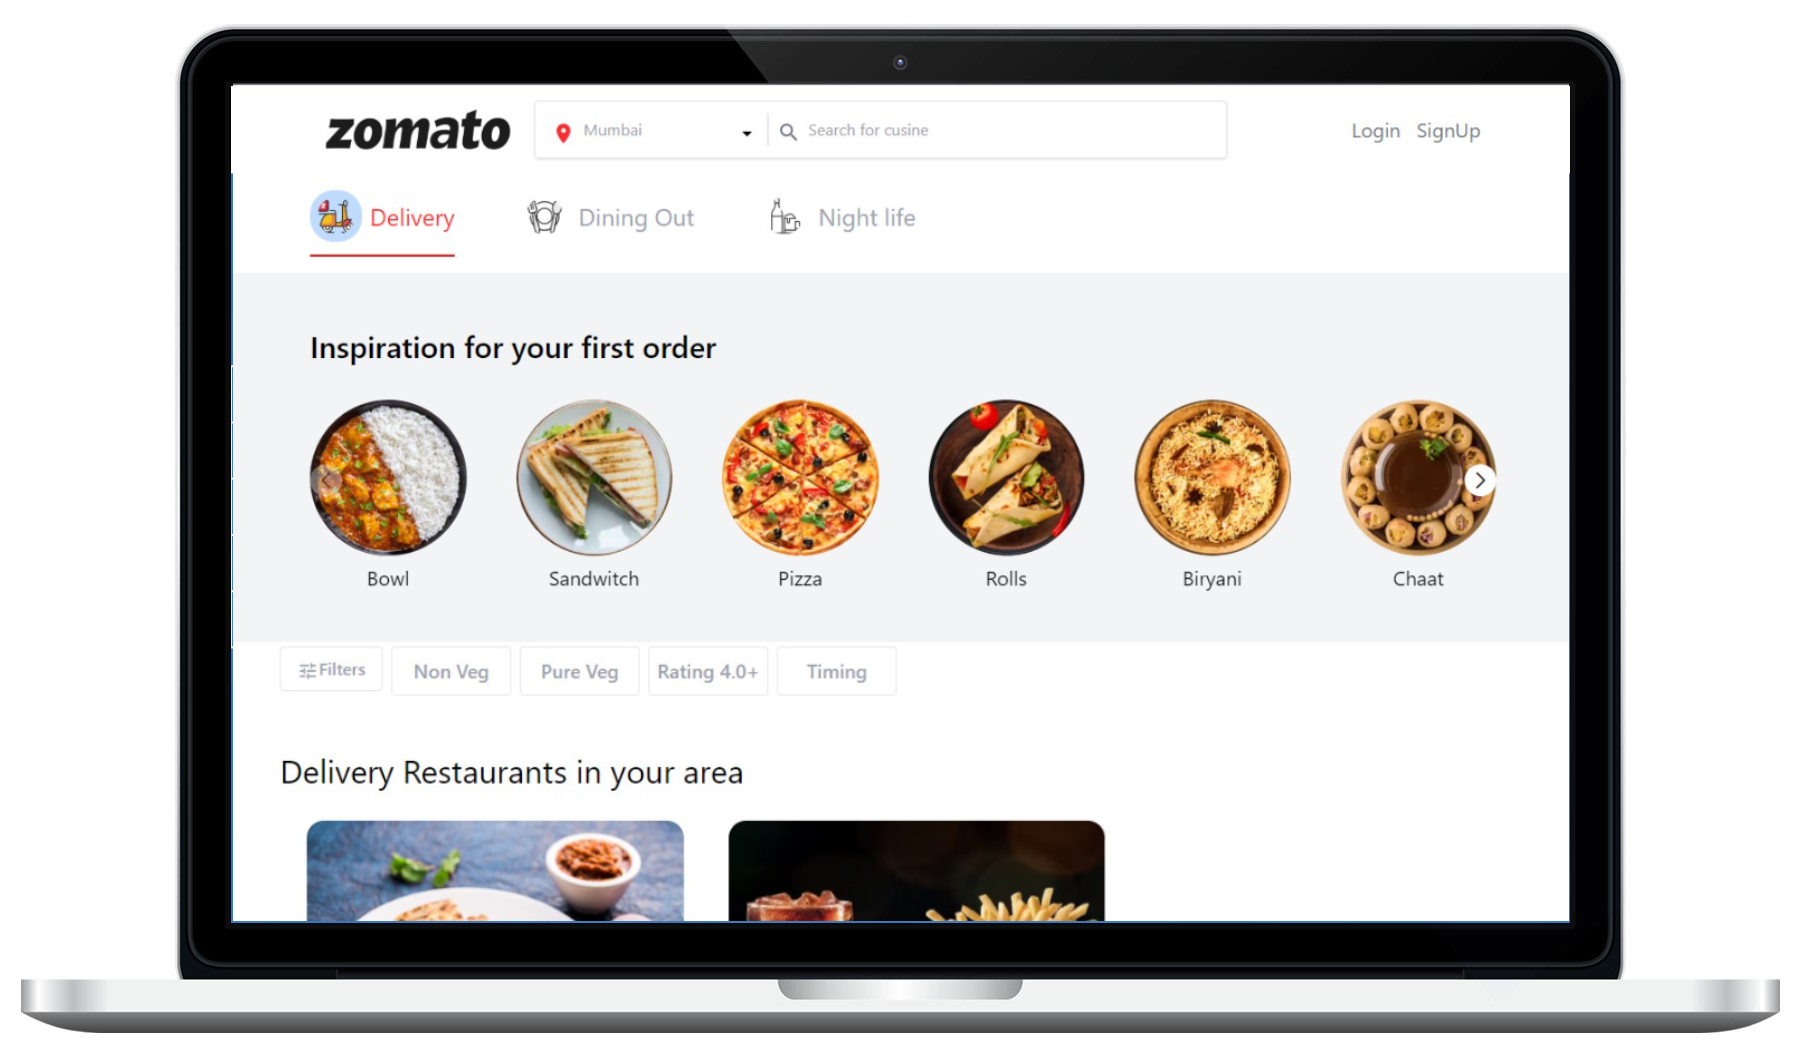 zomato Mumbai Search for cusine Login SignUp
Delivery Dining Out Night life
Inspiration for your first order
Bowl Sandwitch Pizza Rolls Biryani Chaat
Filters Non Veg Pure Veg Rating 4.0+ Timing
Delivery Restaurants in your area